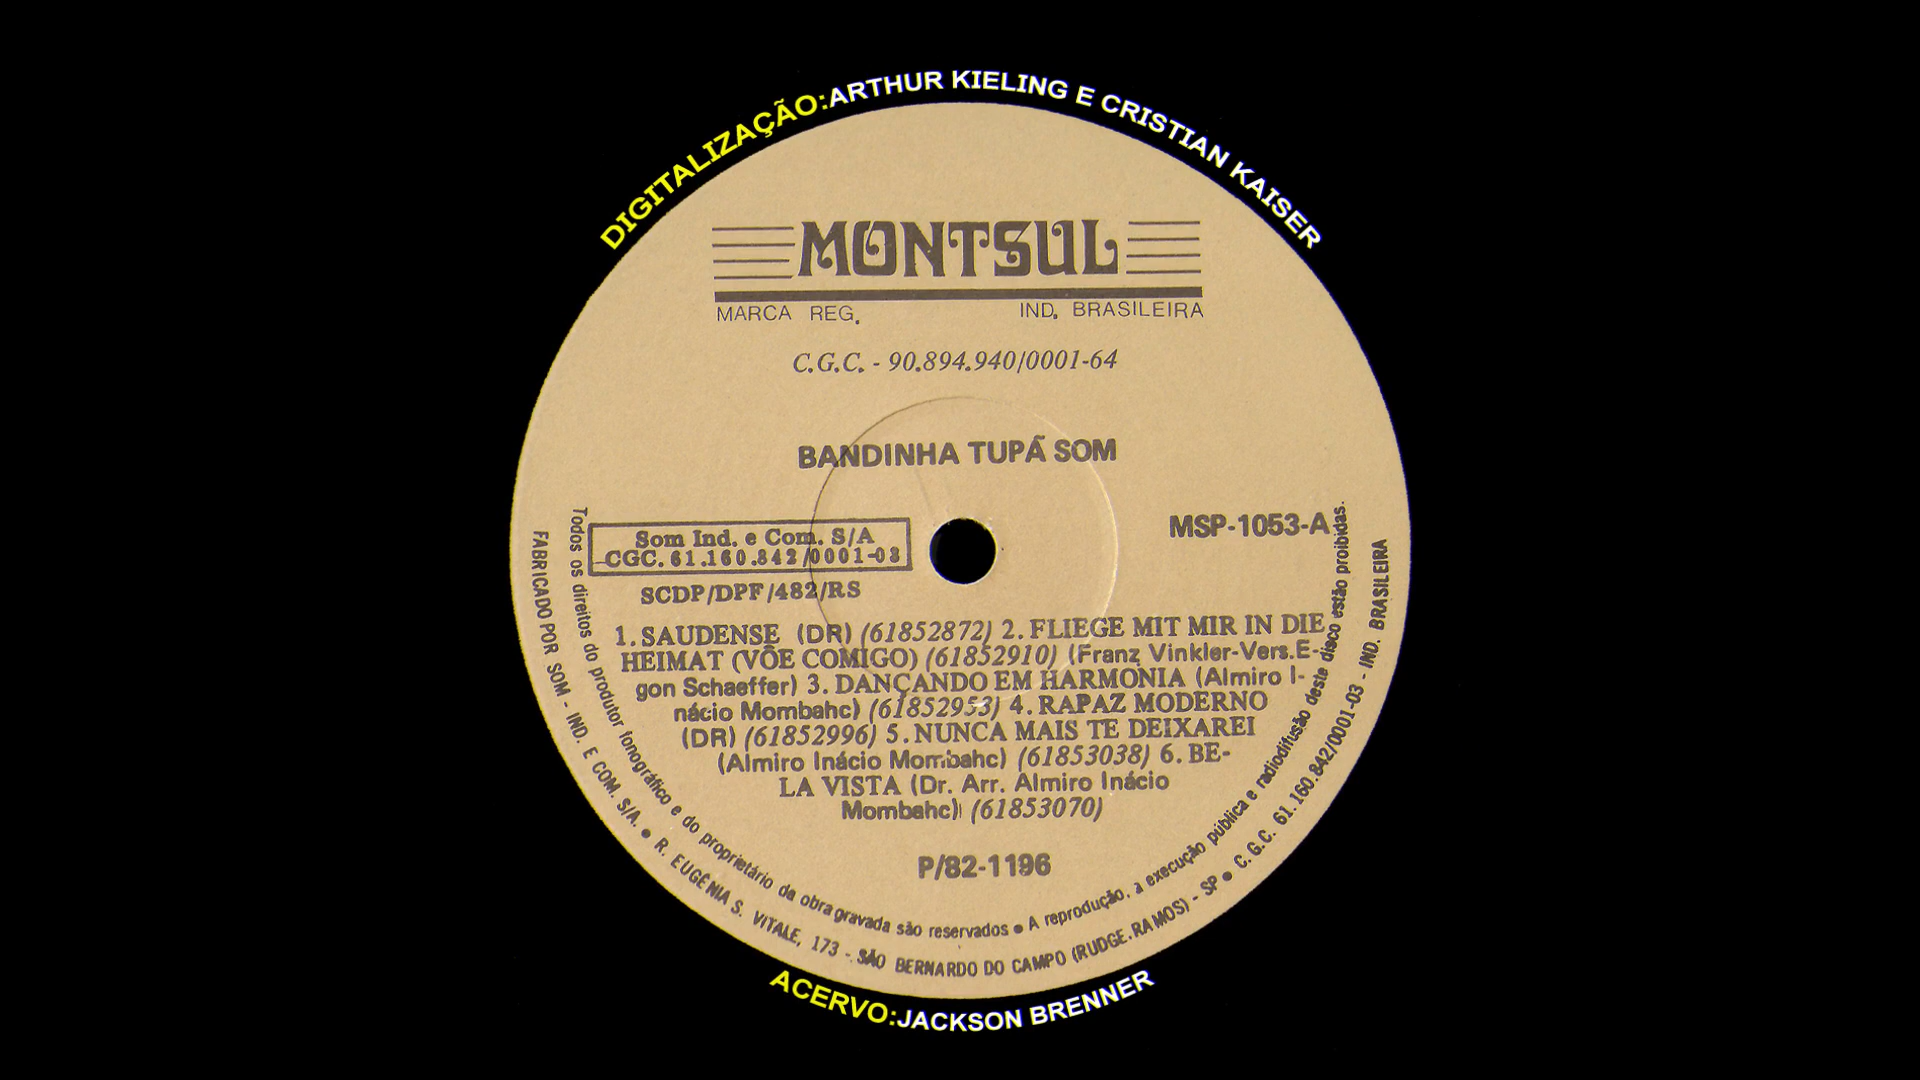 DIGITALIZAÇÃO:ARTHUR KIELING E CRISTIAN KAISER
MONTSUL
MARCA REG. IND. BRASILEIRA
C.G.C. - 90.894.940/0001-64
BANDINHA TUPÃ SOM
Som Ind. e Com. S/A
CGC. 61.160.842/0001-03
SCDP/DPF/482/RS
MSP-1053-A
1. SAUDENSE (DR) (61852872) 2. FLIEGE MIT MIR IN DIE
HEIMAT (VÔE COMIGO) (61852910) (Franz Vinkler-Vers.E-
gon Schaeffer) 3. DANÇANDO EM HARMONIA (Almiro I-
nácio Mombahc) (61852953) 4. RAPAZ MODERNO
(DR) (61852996) 5. NUNCA MAIS TE DEIXAREI
(Almiro Inácio Mombahc) (61853038) 6. BE-
LA VISTA (Dr. Arr. Almiro Inácio
Mombahc) (61853070)
P/82-1196
Todos os direitos do produtor fonográfico e do proprietário da obra gravada são reservados • A reprodução, a execução pública e radiodifusão deste disco estão proibidas.
FABRICADO POR SOM - IND. E COM. S/A. • R. EUGÊNIA S. VITALE, 173 - SÃO BERNARDO DO CAMPO (RUDGE.RAMOS) - SP • C.G.C. 61.160.842/0001-03 - IND. BRASILEIRA
ACERVO:JACKSON BRENNER